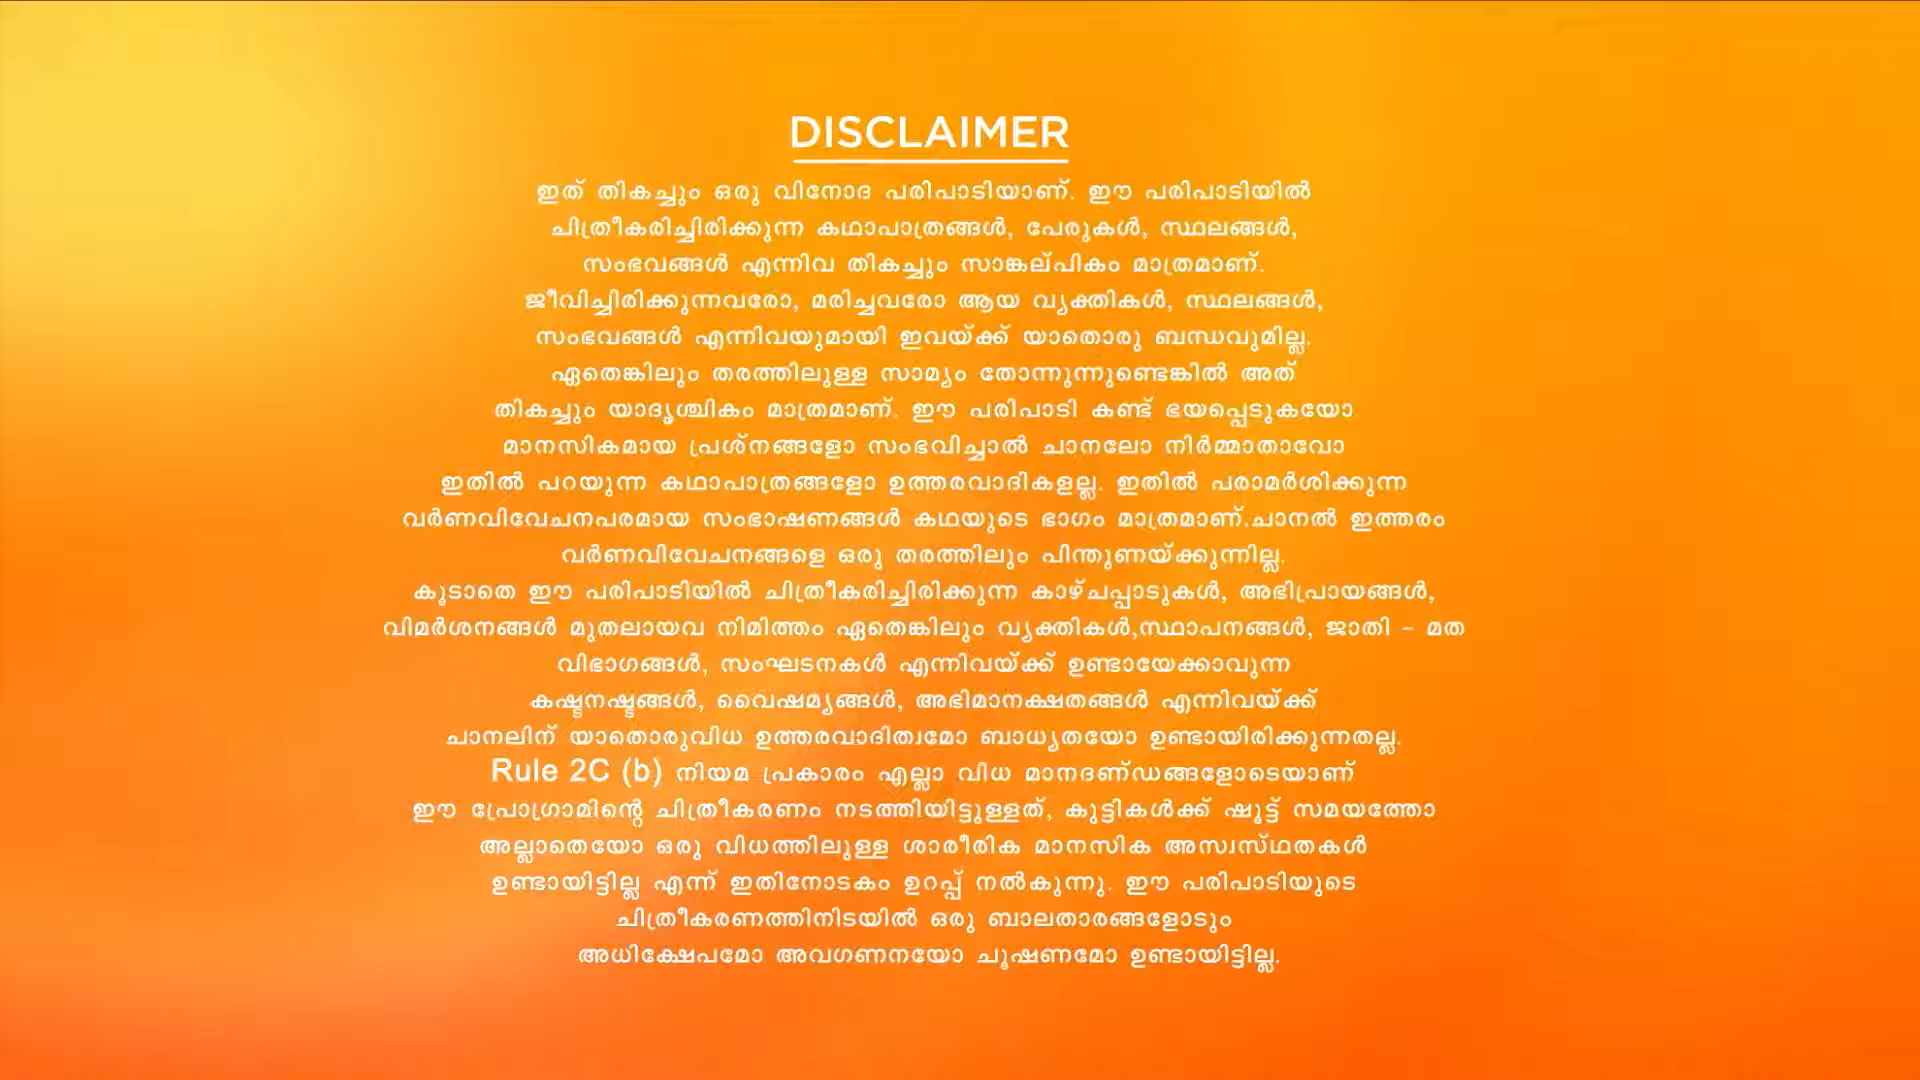 DISCLAIMER
ഇത് തികച്ചും ഒരു വിനോദ പരിപാടിയാണ്. ഈ പരിപാടിയിൽ
ചിത്രീകരിച്ചിരിക്കുന്ന കഥാപാത്രങ്ങൾ, പേരുകൾ, സ്ഥലങ്ങൾ,
സംഭവങ്ങൾ എന്നിവ തികച്ചും സാങ്കല്പികം മാത്രമാണ്.
ജീവിച്ചിരിക്കുന്നവരോ, മരിച്ചവരോ ആയ വ്യക്തികൾ, സ്ഥലങ്ങൾ,
സംഭവങ്ങൾ എന്നിവയുമായി ഇവയ്ക്ക് യാതൊരു ബന്ധവുമില്ല.
ഏതെങ്കിലും തരത്തിലുള്ള സാമ്യം തോന്നുന്നുണ്ടെങ്കിൽ അത്
തികച്ചും യാദൃശ്ചികം മാത്രമാണ്. ഈ പരിപാടി കണ്ട് ഭയപ്പെടുകയോ
മാനസികമായ പ്രശ്നങ്ങളോ സംഭവിച്ചാൽ ചാനലോ നിർമ്മാതാവോ
ഇതിൽ പറയുന്ന കഥാപാത്രങ്ങളോ ഉത്തരവാദികളല്ല. ഇതിൽ പരാമർശിക്കുന്ന
വർണവിവേചനപരമായ സംഭാഷണങ്ങൾ കഥയുടെ ഭാഗം മാത്രമാണ്.ചാനൽ ഇത്തരം
വർണവിവേചനങ്ങളെ ഒരു തരത്തിലും പിന്തുണയ്ക്കുന്നില്ല.
കൂടാതെ ഈ പരിപാടിയിൽ ചിത്രീകരിച്ചിരിക്കുന്ന കാഴ്ചപ്പാടുകൾ, അഭിപ്രായങ്ങൾ,
വിമർശനങ്ങൾ മുതലായവ നിമിത്തം ഏതെങ്കിലും വ്യക്തികൾ,സ്ഥാപനങ്ങൾ, ജാതി – മത
വിഭാഗങ്ങൾ, സംഘടനകൾ എന്നിവയ്ക്ക് ഉണ്ടായേക്കാവുന്ന
കഷ്ടനഷ്ടങ്ങൾ, വൈഷമ്യങ്ങൾ, അഭിമാനക്ഷതങ്ങൾ എന്നിവയ്ക്ക്
ചാനലിന് യാതൊരുവിധ ഉത്തരവാദിത്വമോ ബാധ്യതയോ ഉണ്ടായിരിക്കുന്നതല്ല.
Rule 2C (b) നിയമ പ്രകാരം എല്ലാ വിധ മാനദണ്ഡങ്ങളോടെയാണ്
ഈ പ്രോഗ്രാമിന്റെ ചിത്രീകരണം നടത്തിയിട്ടുള്ളത്, കുട്ടികൾക്ക് ഷൂട്ട് സമയത്തോ
അല്ലാതെയോ ഒരു വിധത്തിലുള്ള ശാരീരിക മാനസിക അസ്വസ്ഥതകൾ
ഉണ്ടായിട്ടില്ല എന്ന് ഇതിനോടകം ഉറപ്പ് നൽകുന്നു. ഈ പരിപാടിയുടെ
ചിത്രീകരണത്തിനിടയിൽ ഒരു ബാലതാരങ്ങളോടും
അധിക്ഷേപമോ അവഗണനയോ ചൂഷണമോ ഉണ്ടായിട്ടില്ല.